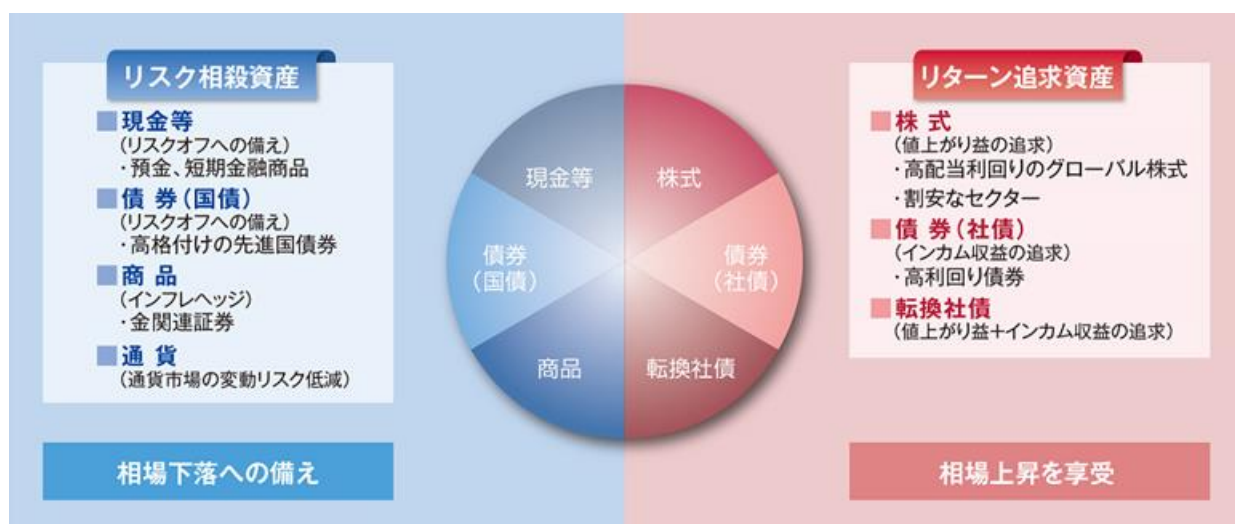 リスク相殺資産
■現金等
(リスクオフへの備え)
・預金、短期金融商品
■債 券(国債)
(リスクオフへの備え)
・高格付けの先進国債券
■商 品
(インフレヘッジ)
・金関連証券
■通 貨
(通貨市場の変動リスク低減)
相場下落への備え
現金等
株式
債券
(国債)
債券
(社債)
商品
転換社債
リターン追求資産
■株 式
(値上がり益の追求)
・高配当利回りのグローバル株式
・割安なセクター
■債 券(社債)
(インカム収益の追求)
・高利回り債券
■転換社債
(値上がり益+インカム収益の追求)
相場上昇を享受